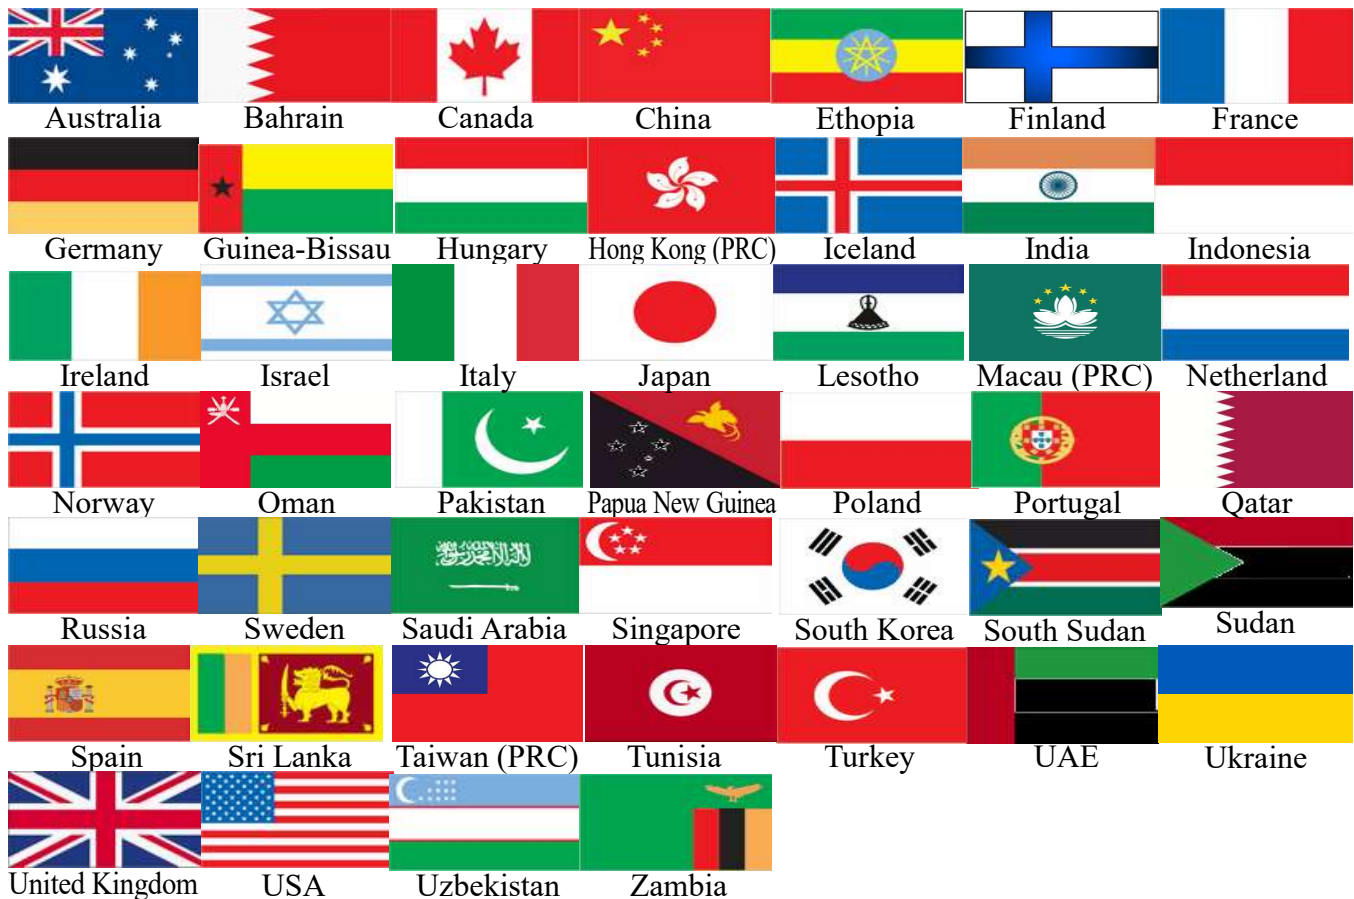 Australia Bahrain Canada China Ethopia Finland France
Germany Guinea-Bissau Hungary Hong Kong (PRC) Iceland India Indonesia
Ireland Israel Italy Japan Lesotho Macau (PRC) Netherland
Norway Oman Pakistan Papua New Guinea Poland Portugal Qatar
Russia Sweden Saudi Arabia Singapore South Korea South Sudan Sudan
Spain Sri Lanka Taiwan (PRC) Tunisia Turkey UAE Ukraine
United Kingdom USA Uzbekistan Zambia